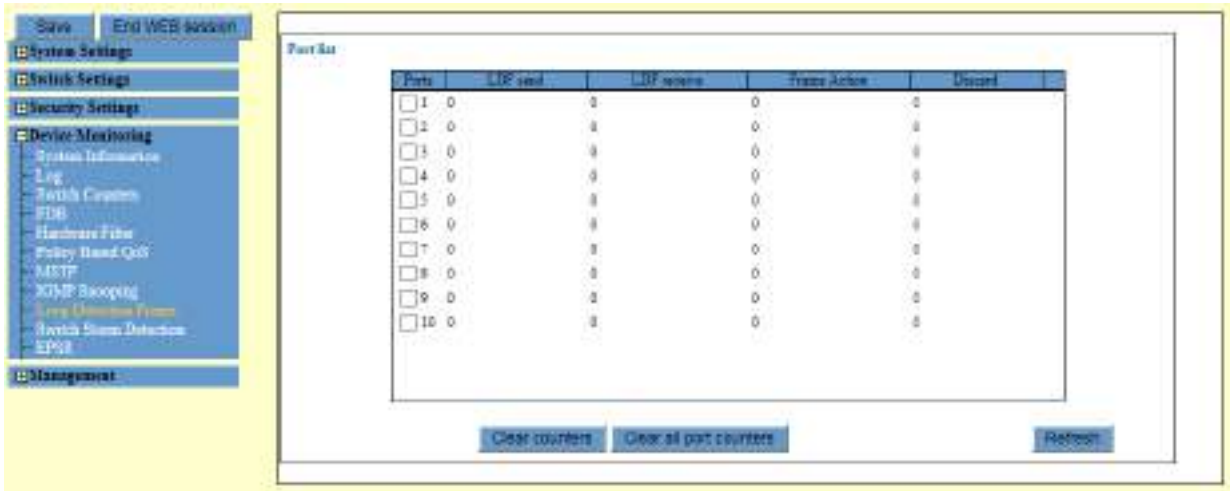 Save End WEB session
System Settings
Switch Settings
Security Settings
Device Monitoring
System Information
Log
Switch Counters
FDB
Hardware Filter
Policy Based QoS
MSTP
IGMP Snooping
Loop Detection Frame
Switch Storm Detection
EPSR
Management
Port list
Ports LDF send LDF receive Frame Action Discard
1 0 0 0 0
2 0 0 0 0
3 0 0 0 0
4 0 0 0 0
5 0 0 0 0
6 0 0 0 0
7 0 0 0 0
8 0 0 0 0
9 0 0 0 0
10 0 0 0 0
Clear counters Clear all port counters Refresh